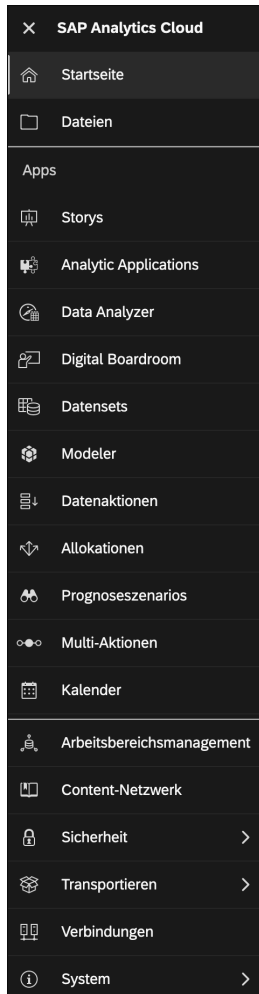 SAP Analytics Cloud
Startseite
Dateien
Apps
Storys
Analytic Applications
Data Analyzer
Digital Boardroom
Datensets
Modeler
Datenaktionen
Allokationen
Prognoseszenarios
Multi-Aktionen
Kalender
Arbeitsbereichsmanagement
Content-Netzwerk
Sicherheit
Transportieren
Verbindungen
System